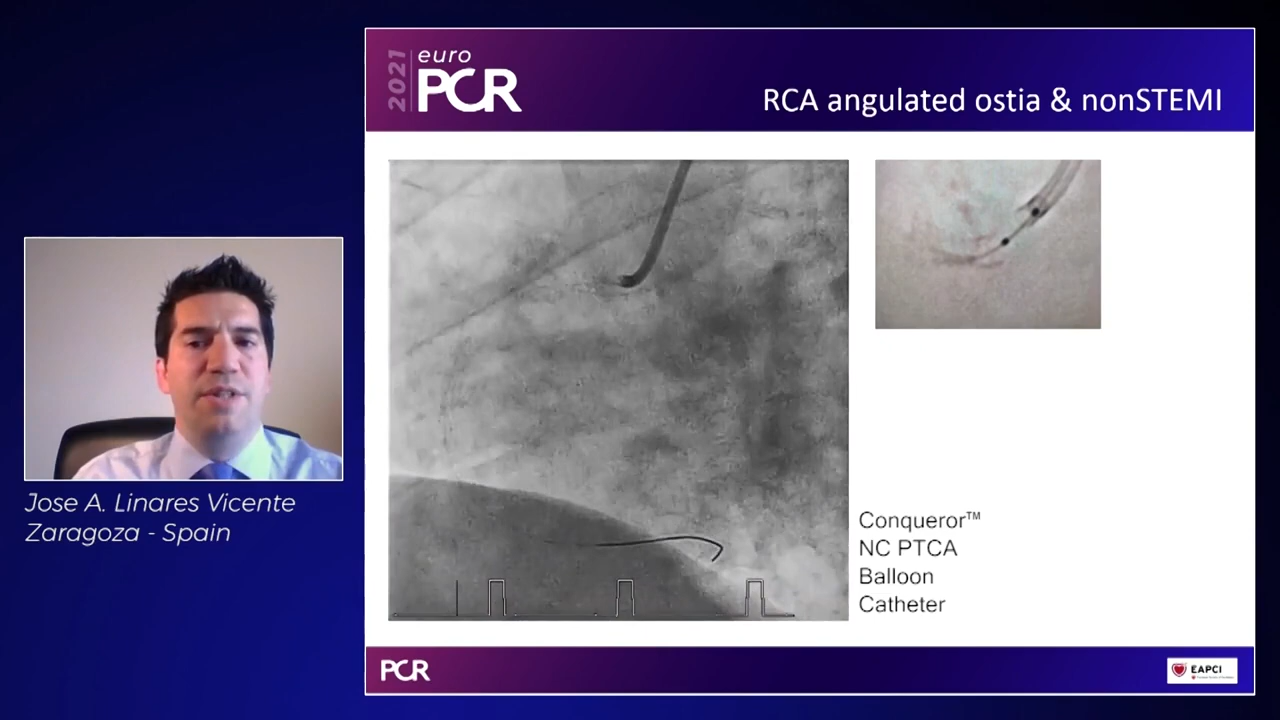 2021
euro
PCR
RCA angulated ostia & nonSTEMI
Jose A. Linares Vicente
Zaragoza - Spain
Conqueror™
NC PTCA
Balloon
Catheter
PCR
EAPCI